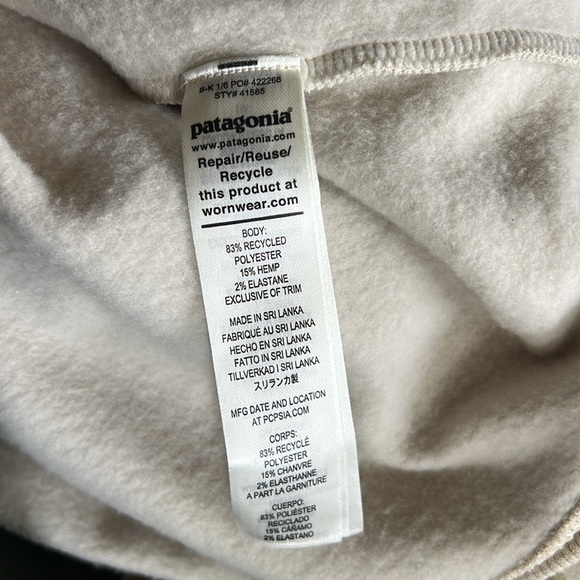 #-K 1/6 PO# 422268
STY# 41585
patagonia®
www.patagonia.com
Repair/Reuse/
Recycle
this product at
wornwear.com
BODY:
83% RECYCLED
POLYESTER
15% HEMP
2% ELASTANE
EXCLUSIVE OF TRIM
MADE IN SRI LANKA
FABRIQUÉ AU SRI LANKA
HECHO EN SRI LANKA
FATTO IN SRI LANKA
TILLVERKAD I SRI LANKA
スリランカ製
MFG DATE AND LOCATION
AT PCPSIA.COM
CORPS:
83% RECYCLÉ
POLYESTER
15% CHANVRE
2% ELASTHANNE
A PART LA GARNITURE
CUERPO:
83% POLIÉSTER
RECICLADO
15% CÁÑAMO
2% ELASTANO